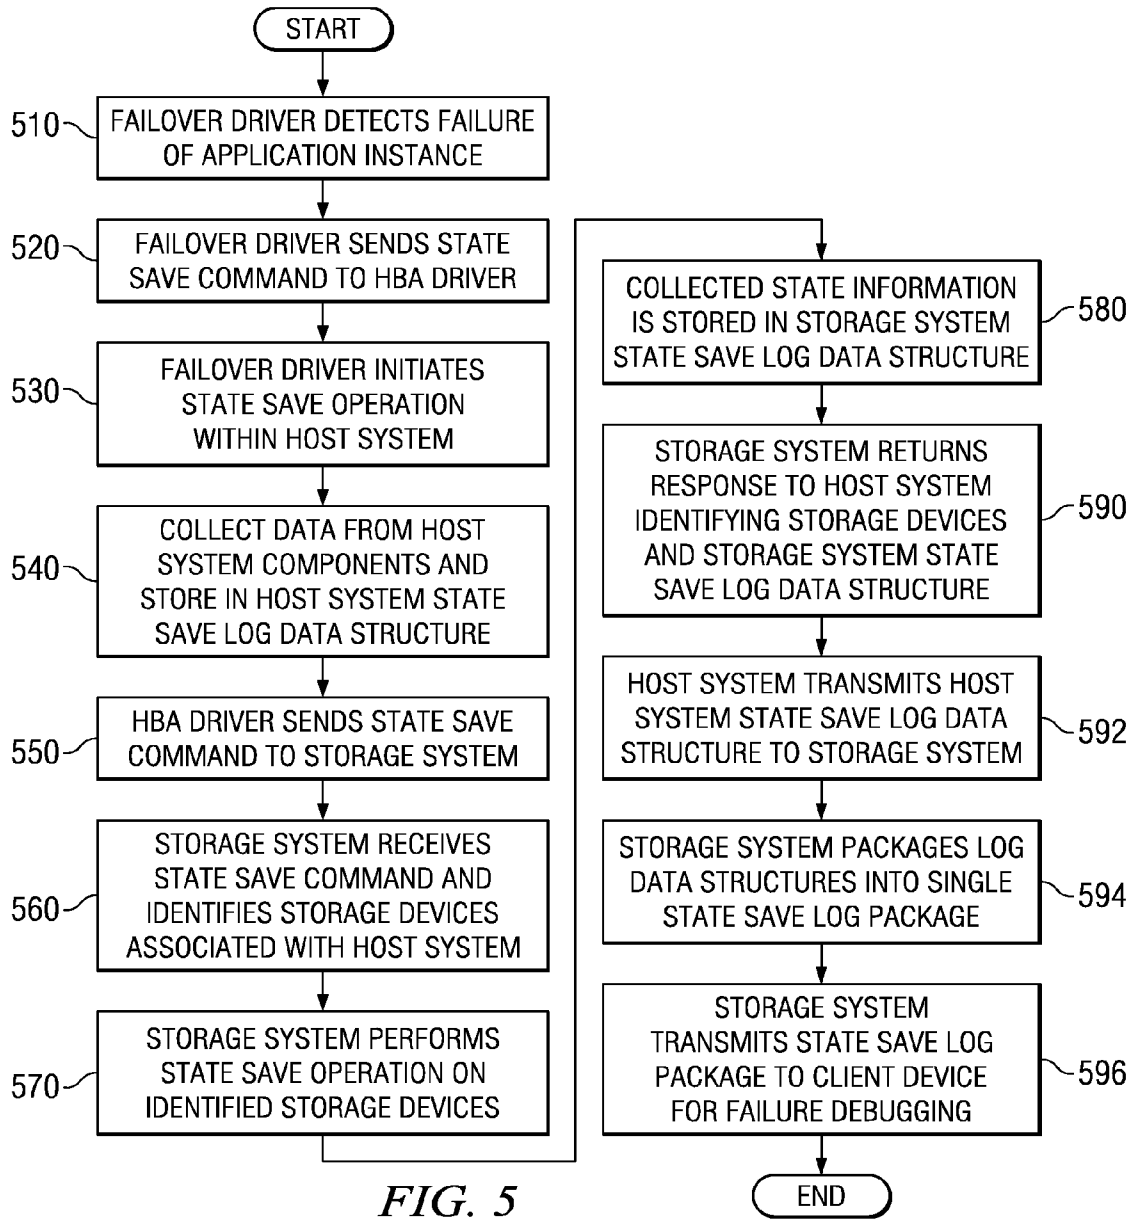 START
510
FAILOVER DRIVER DETECTS FAILURE
OF APPLICATION INSTANCE
520
FAILOVER DRIVER SENDS STATE
SAVE COMMAND TO HBA DRIVER
530
FAILOVER DRIVER INITIATES
STATE SAVE OPERATION
WITHIN HOST SYSTEM
540
COLLECT DATA FROM HOST
SYSTEM COMPONENTS AND
STORE IN HOST SYSTEM STATE
SAVE LOG DATA STRUCTURE
550
HBA DRIVER SENDS STATE SAVE
COMMAND TO STORAGE SYSTEM
560
STORAGE SYSTEM RECEIVES
STATE SAVE COMMAND AND
IDENTIFIES STORAGE DEVICES
ASSOCIATED WITH HOST SYSTEM
570
STORAGE SYSTEM PERFORMS
STATE SAVE OPERATION ON
IDENTIFIED STORAGE DEVICES
COLLECTED STATE INFORMATION
IS STORED IN STORAGE SYSTEM
STATE SAVE LOG DATA STRUCTURE
580
STORAGE SYSTEM RETURNS
RESPONSE TO HOST SYSTEM
IDENTIFYING STORAGE DEVICES
AND STORAGE SYSTEM STATE
SAVE LOG DATA STRUCTURE
590
HOST SYSTEM TRANSMITS HOST
SYSTEM STATE SAVE LOG DATA
STRUCTURE TO STORAGE SYSTEM
592
STORAGE SYSTEM PACKAGES LOG
DATA STRUCTURES INTO SINGLE
STATE SAVE LOG PACKAGE
594
STORAGE SYSTEM
TRANSMITS STATE SAVE LOG
PACKAGE TO CLIENT DEVICE
FOR FAILURE DEBUGGING
596
END
FIG. 5